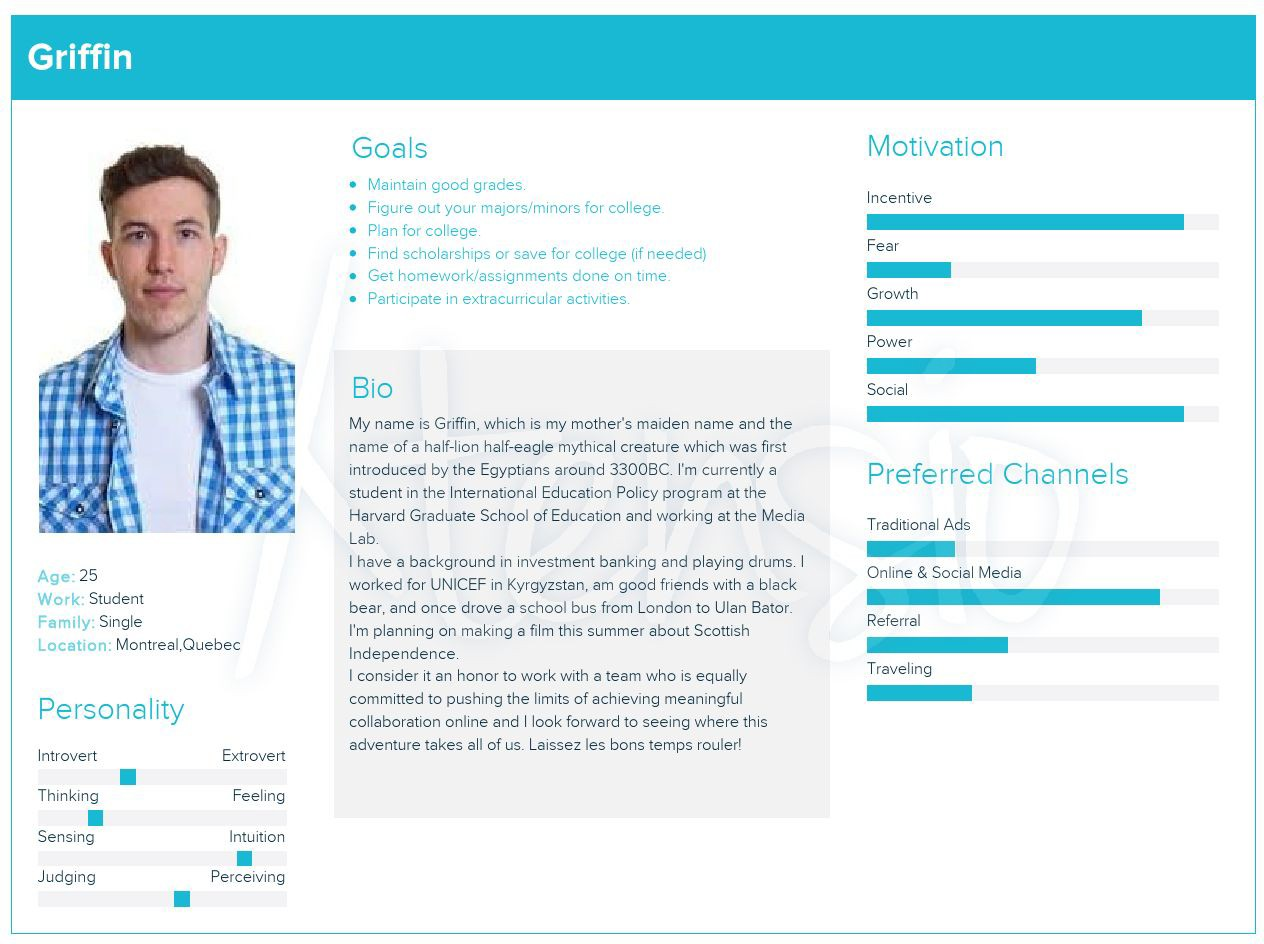 Griffin
Goals
Maintain good grades.
Figure out your majors/minors for college.
Plan for college.
Find scholarships or save for college (if needed)
Get homework/assignments done on time.
Participate in extracurricular activities.
Bio
My name is Griffin, which is my mother's maiden name and the
name of a half-lion half-eagle mythical creature which was first
introduced by the Egyptians around 3300BC. I'm currently a
student in the International Education Policy program at the
Harvard Graduate School of Education and working at the Media
Lab.
I have a background in investment banking and playing drums. I
worked for UNICEF in Kyrgyzstan, am good friends with a black
bear, and once drove a school bus from London to Ulan Bator.
I'm planning on making a film this summer about Scottish
Independence.
I consider it an honor to work with a team who is equally
committed to pushing the limits of achieving meaningful
collaboration online and I look forward to seeing where this
adventure takes all of us. Laissez les bons temps rouler!
Age: 25
Work: Student
Family: Single
Location: Montreal,Quebec
Personality
Introvert Extrovert
Thinking Feeling
Sensing Intuition
Judging Perceiving
Motivation
Incentive
Fear
Growth
Power
Social
Preferred Channels
Traditional Ads
Online & Social Media
Referral
Traveling
Xtensio